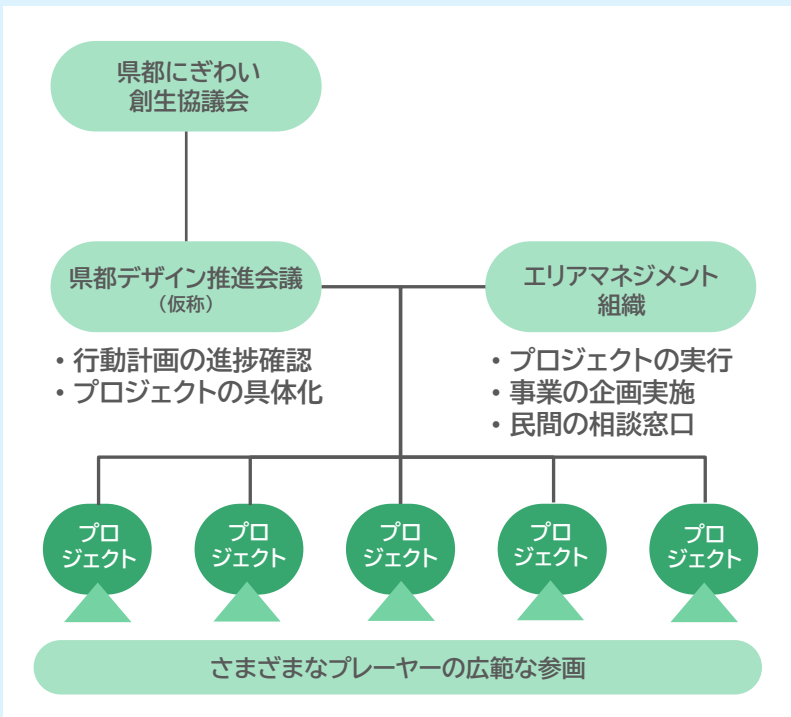 県都にぎわい
創生協議会
県都デザイン推進会議
（仮称）
エリアマネジメント
組織
・行動計画の進捗確認
・プロジェクトの具体化
・プロジェクトの実行
・事業の企画実施
・民間の相談窓口
プロ
ジェクト
プロ
ジェクト
プロ
ジェクト
プロ
ジェクト
プロ
ジェクト
さまざまなプレーヤーの広範な参画